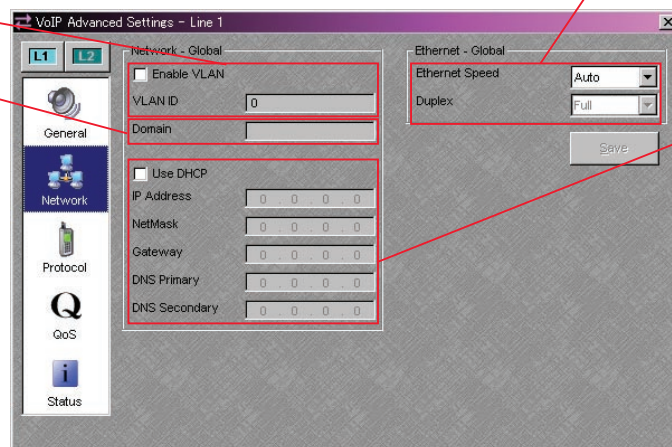 VoIP Advanced Settings - Line 1
L1 L2
General
Network
Protocol
Q
QoS
i
Status
Network - Global
Enable VLAN
VLAN ID 0
Domain
Use DHCP
IP Address 0 . 0 . 0 . 0
NetMask 0 . 0 . 0 . 0
Gateway 0 . 0 . 0 . 0
DNS Primary 0 . 0 . 0 . 0
DNS Secondary 0 . 0 . 0 . 0
Ethernet - Global
Ethernet Speed Auto
Duplex Full
Save